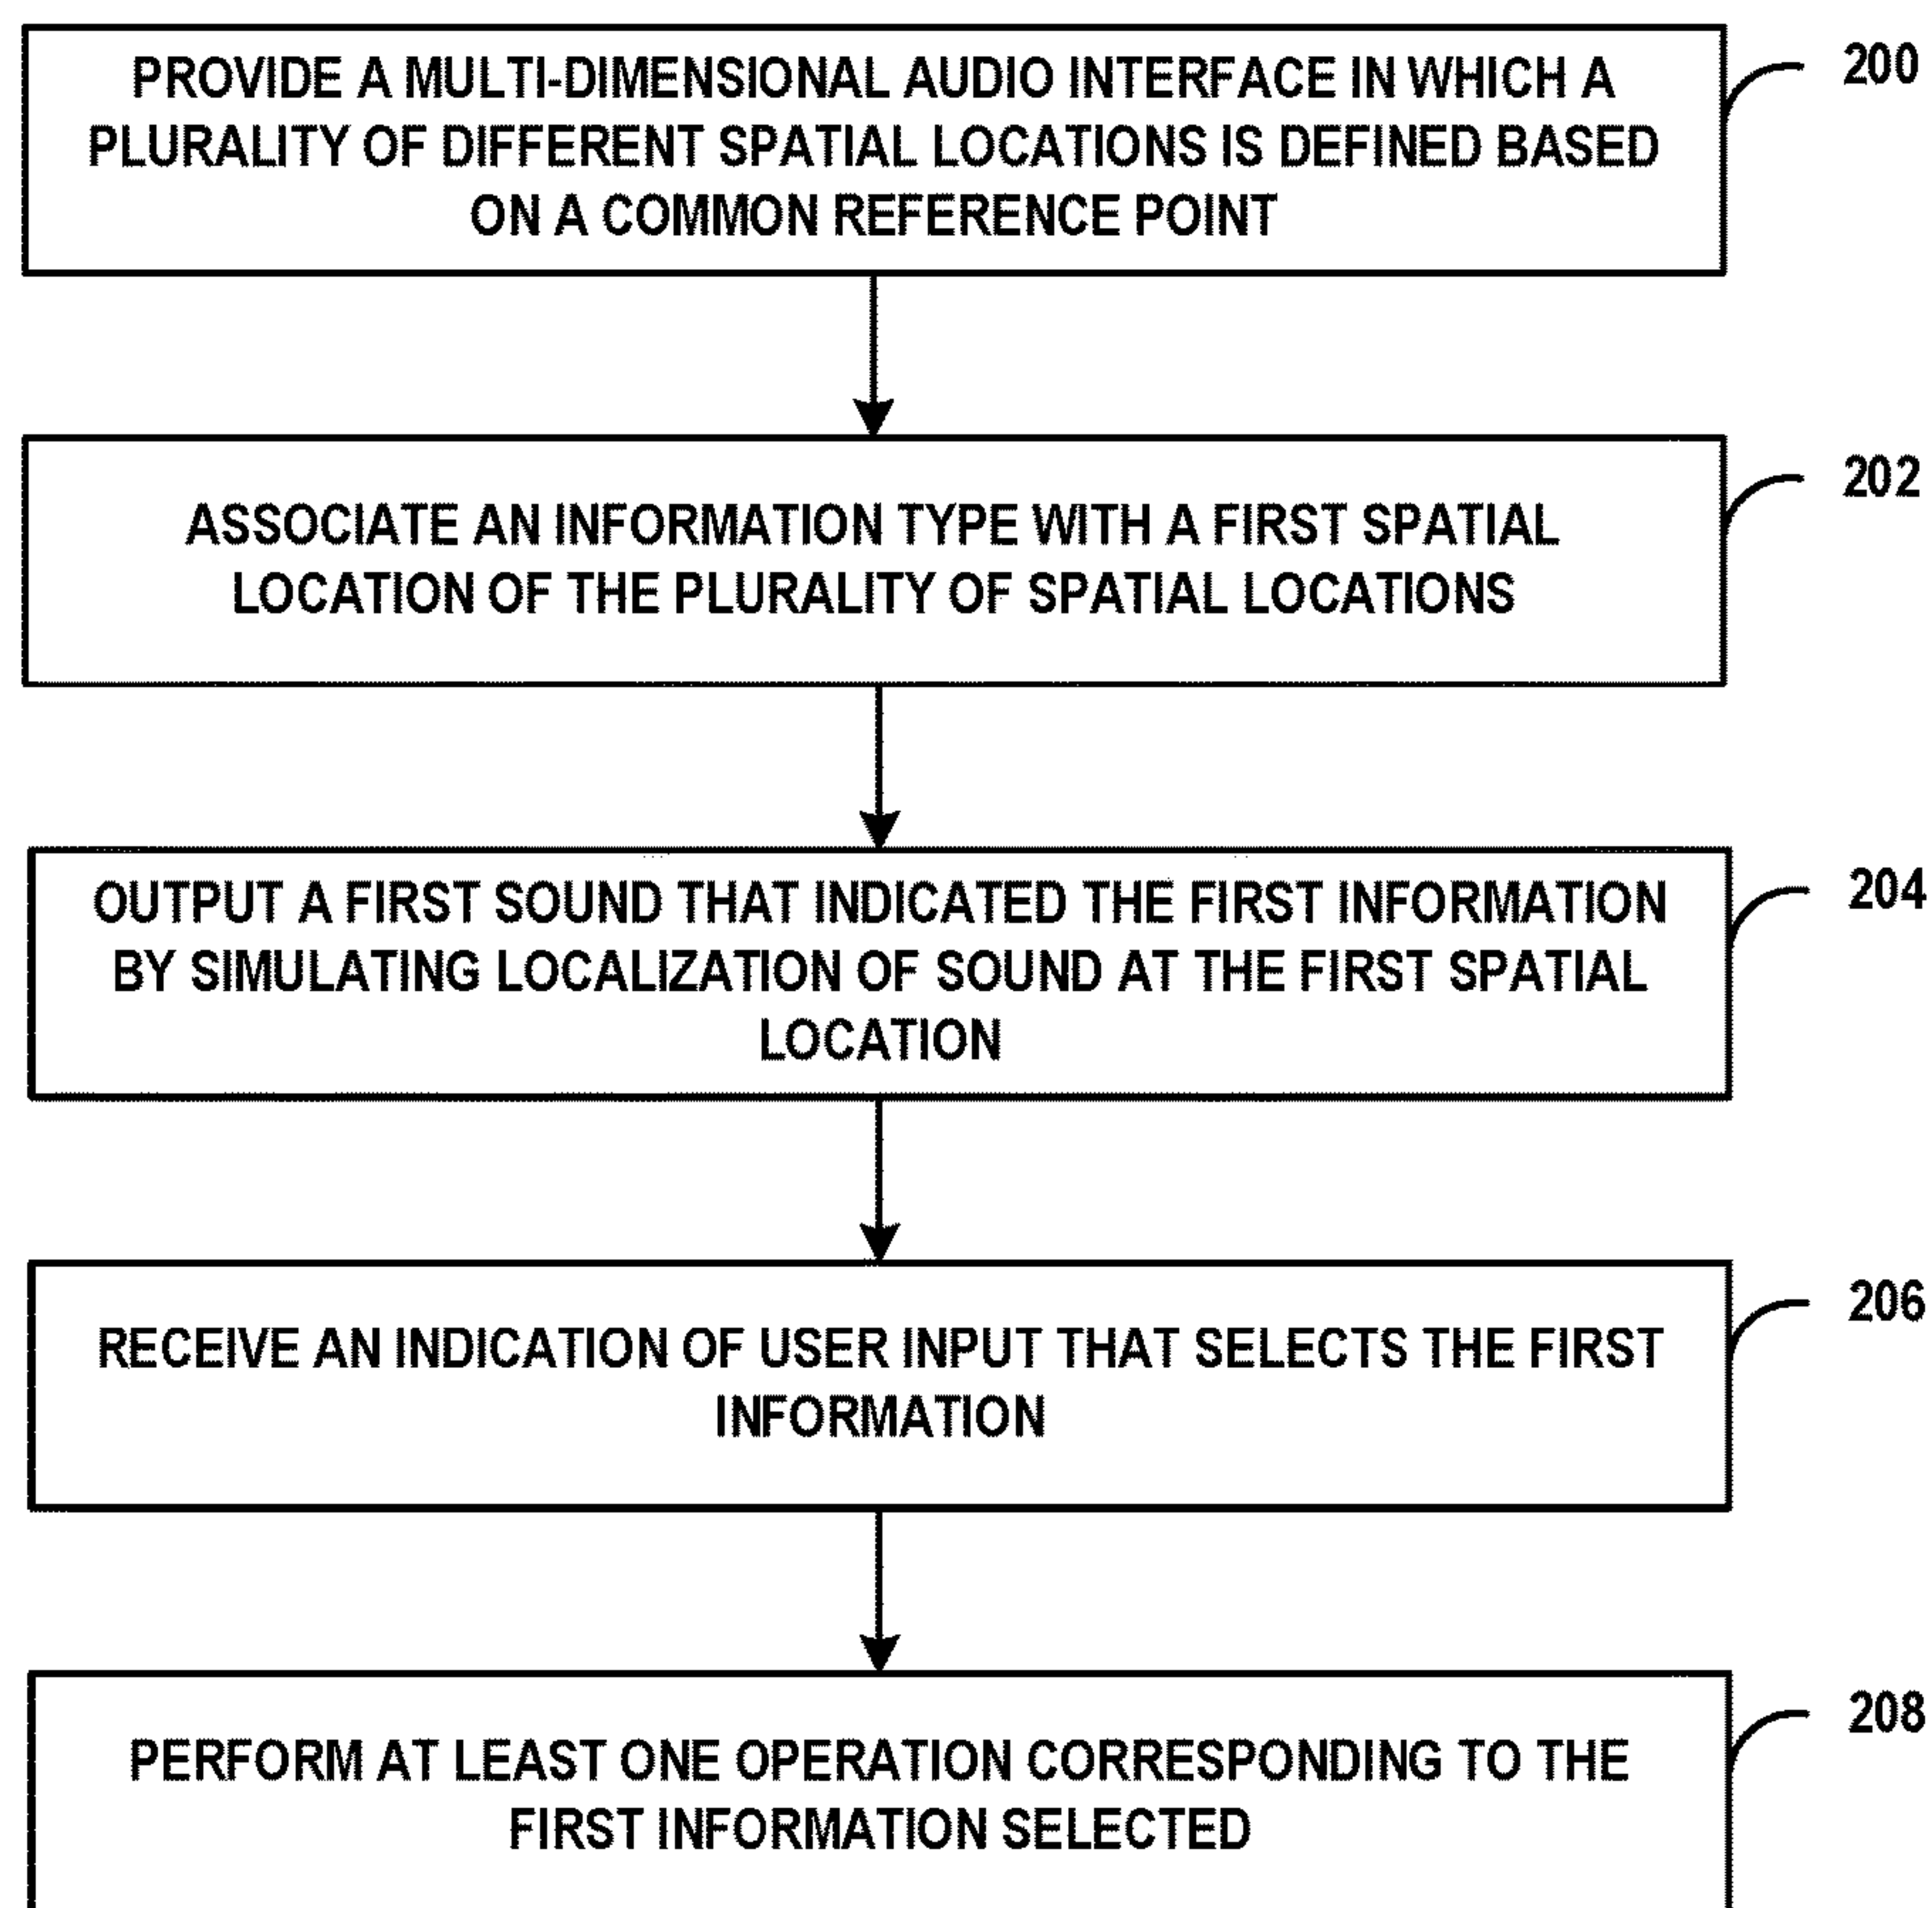 PROVIDE A MULTI-DIMENSIONAL AUDIO INTERFACE IN WHICH A
PLURALITY OF DIFFERENT SPATIAL LOCATIONS IS DEFINED BASED
ON A COMMON REFERENCE POINT
200
ASSOCIATE AN INFORMATION TYPE WITH A FIRST SPATIAL
LOCATION OF THE PLURALITY OF SPATIAL LOCATIONS
202
OUTPUT A FIRST SOUND THAT INDICATED THE FIRST INFORMATION
BY SIMULATING LOCALIZATION OF SOUND AT THE FIRST SPATIAL
LOCATION
204
RECEIVE AN INDICATION OF USER INPUT THAT SELECTS THE FIRST
INFORMATION
206
PERFORM AT LEAST ONE OPERATION CORRESPONDING TO THE
FIRST INFORMATION SELECTED
208